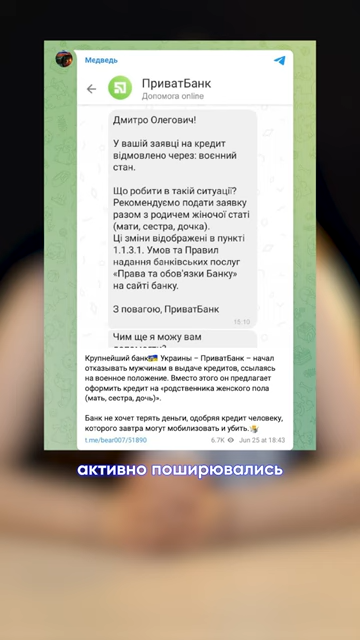 Медведь
ПриватБанк
Допомога online
Дмитро Олегович!
У вашій заявці на кредит
відмовлено через: воєнний
стан.
Що робити в такій ситуації?
Рекомендуємо подати заявку
разом з родичем жіночої статі
(мати, сестра, дочка).
Ці зміни відображені в пункті
1.1.3.1. Умов та Правил
надання банківських послуг
«Права та обов'язки Банку»
на сайті банку.
З повагою, ПриватБанк
15:10
Чим ще я можу вам
Крупнейший банк Украины – ПриватБанк – начал
отказывать мужчинам в выдаче кредитов, ссылаясь
на военное положение. Вместо этого он предлагает
оформить кредит на «родственника женского пола
(мать, сестра, дочь)».
Банк не хочет терять деньги, одобряя кредит человеку,
которого завтра могут мобилизовать и убить.
t.me/bear007/51890 6.7K Jun 25 at 18:43
активно поширювались